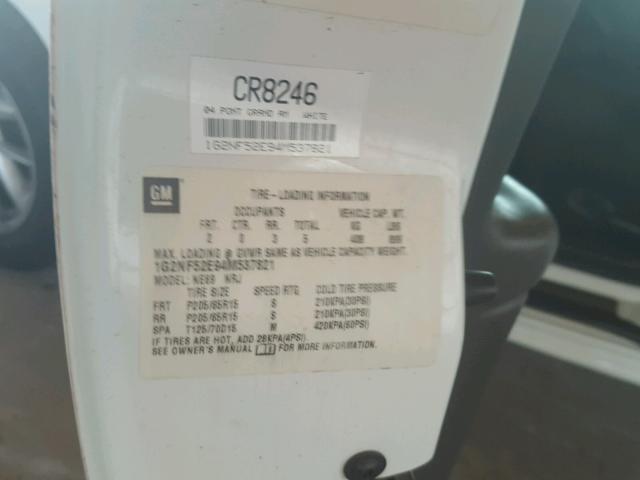 CR8246
04 PONT GRAND AM WHITE
1G2NF52E84M537821
GM
TIRE-LOADING INFORMATION
OCCUPANTS VEHICLE CAP. WT.
FRT. CTR. RR. TOTAL KG LBS
2 0 3 5
MAX. LOADING @ GVWR SAME AS VEHICLE CAPACITY WEIGHT.
1G2NF52E84M537821
MODEL: NE69 NRJ
TIRE SIZE SPEED RTG COLD TIRE PRESSURE
FRT P205/65R15 S 210KPA(30PSI)
RR P205/65R15 S 210KPA(30PSI)
SPA T125/70D15 M 420KPA(60PSI)
IF TIRES ARE HOT, ADD 28KPA(4PSI)
SEE OWNER'S MANUAL FOR MORE INFORMATION.